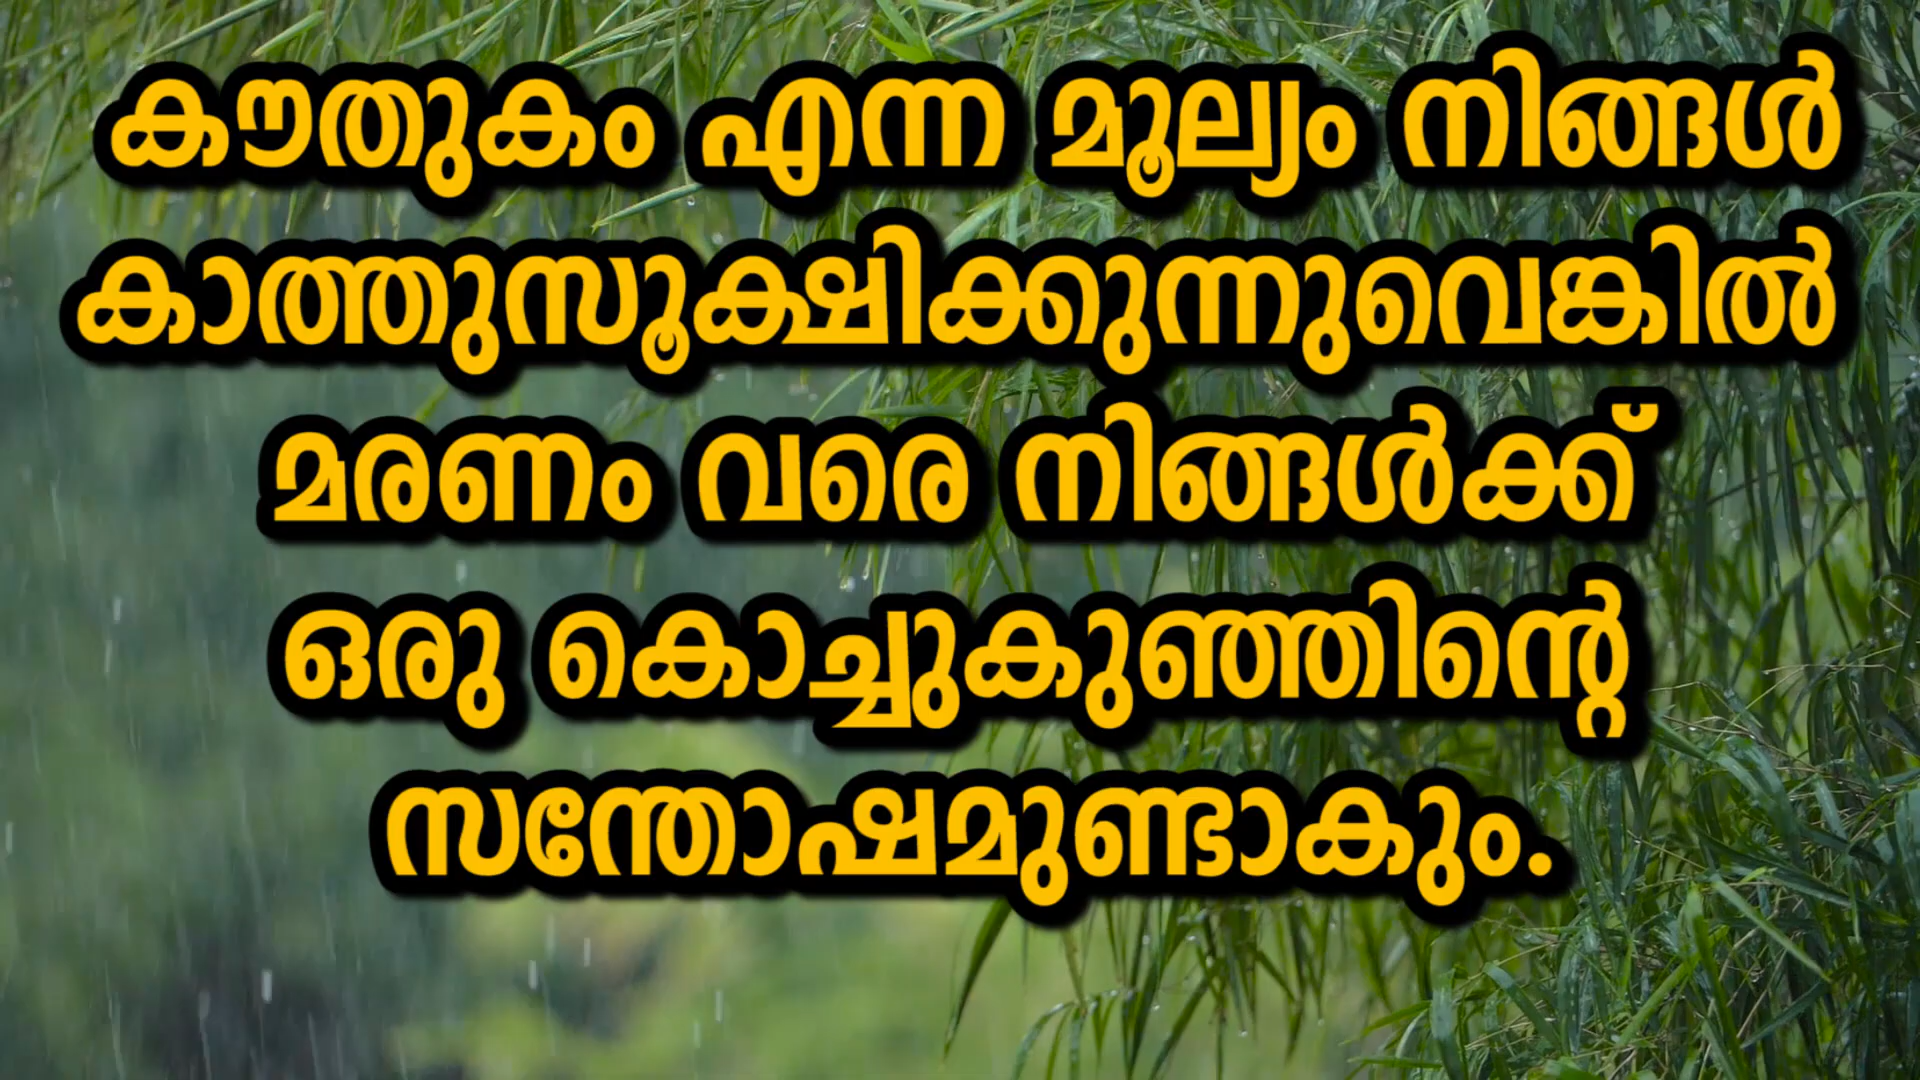 കൗതുകം എന്ന മൂല്യം നിങ്ങൾ
കാത്തുസൂക്ഷിക്കുന്നുവെങ്കിൽ
മരണം വരെ നിങ്ങൾക്ക്
ഒരു കൊച്ചുകുഞ്ഞിന്റെ
സന്തോഷമുണ്ടാകും.